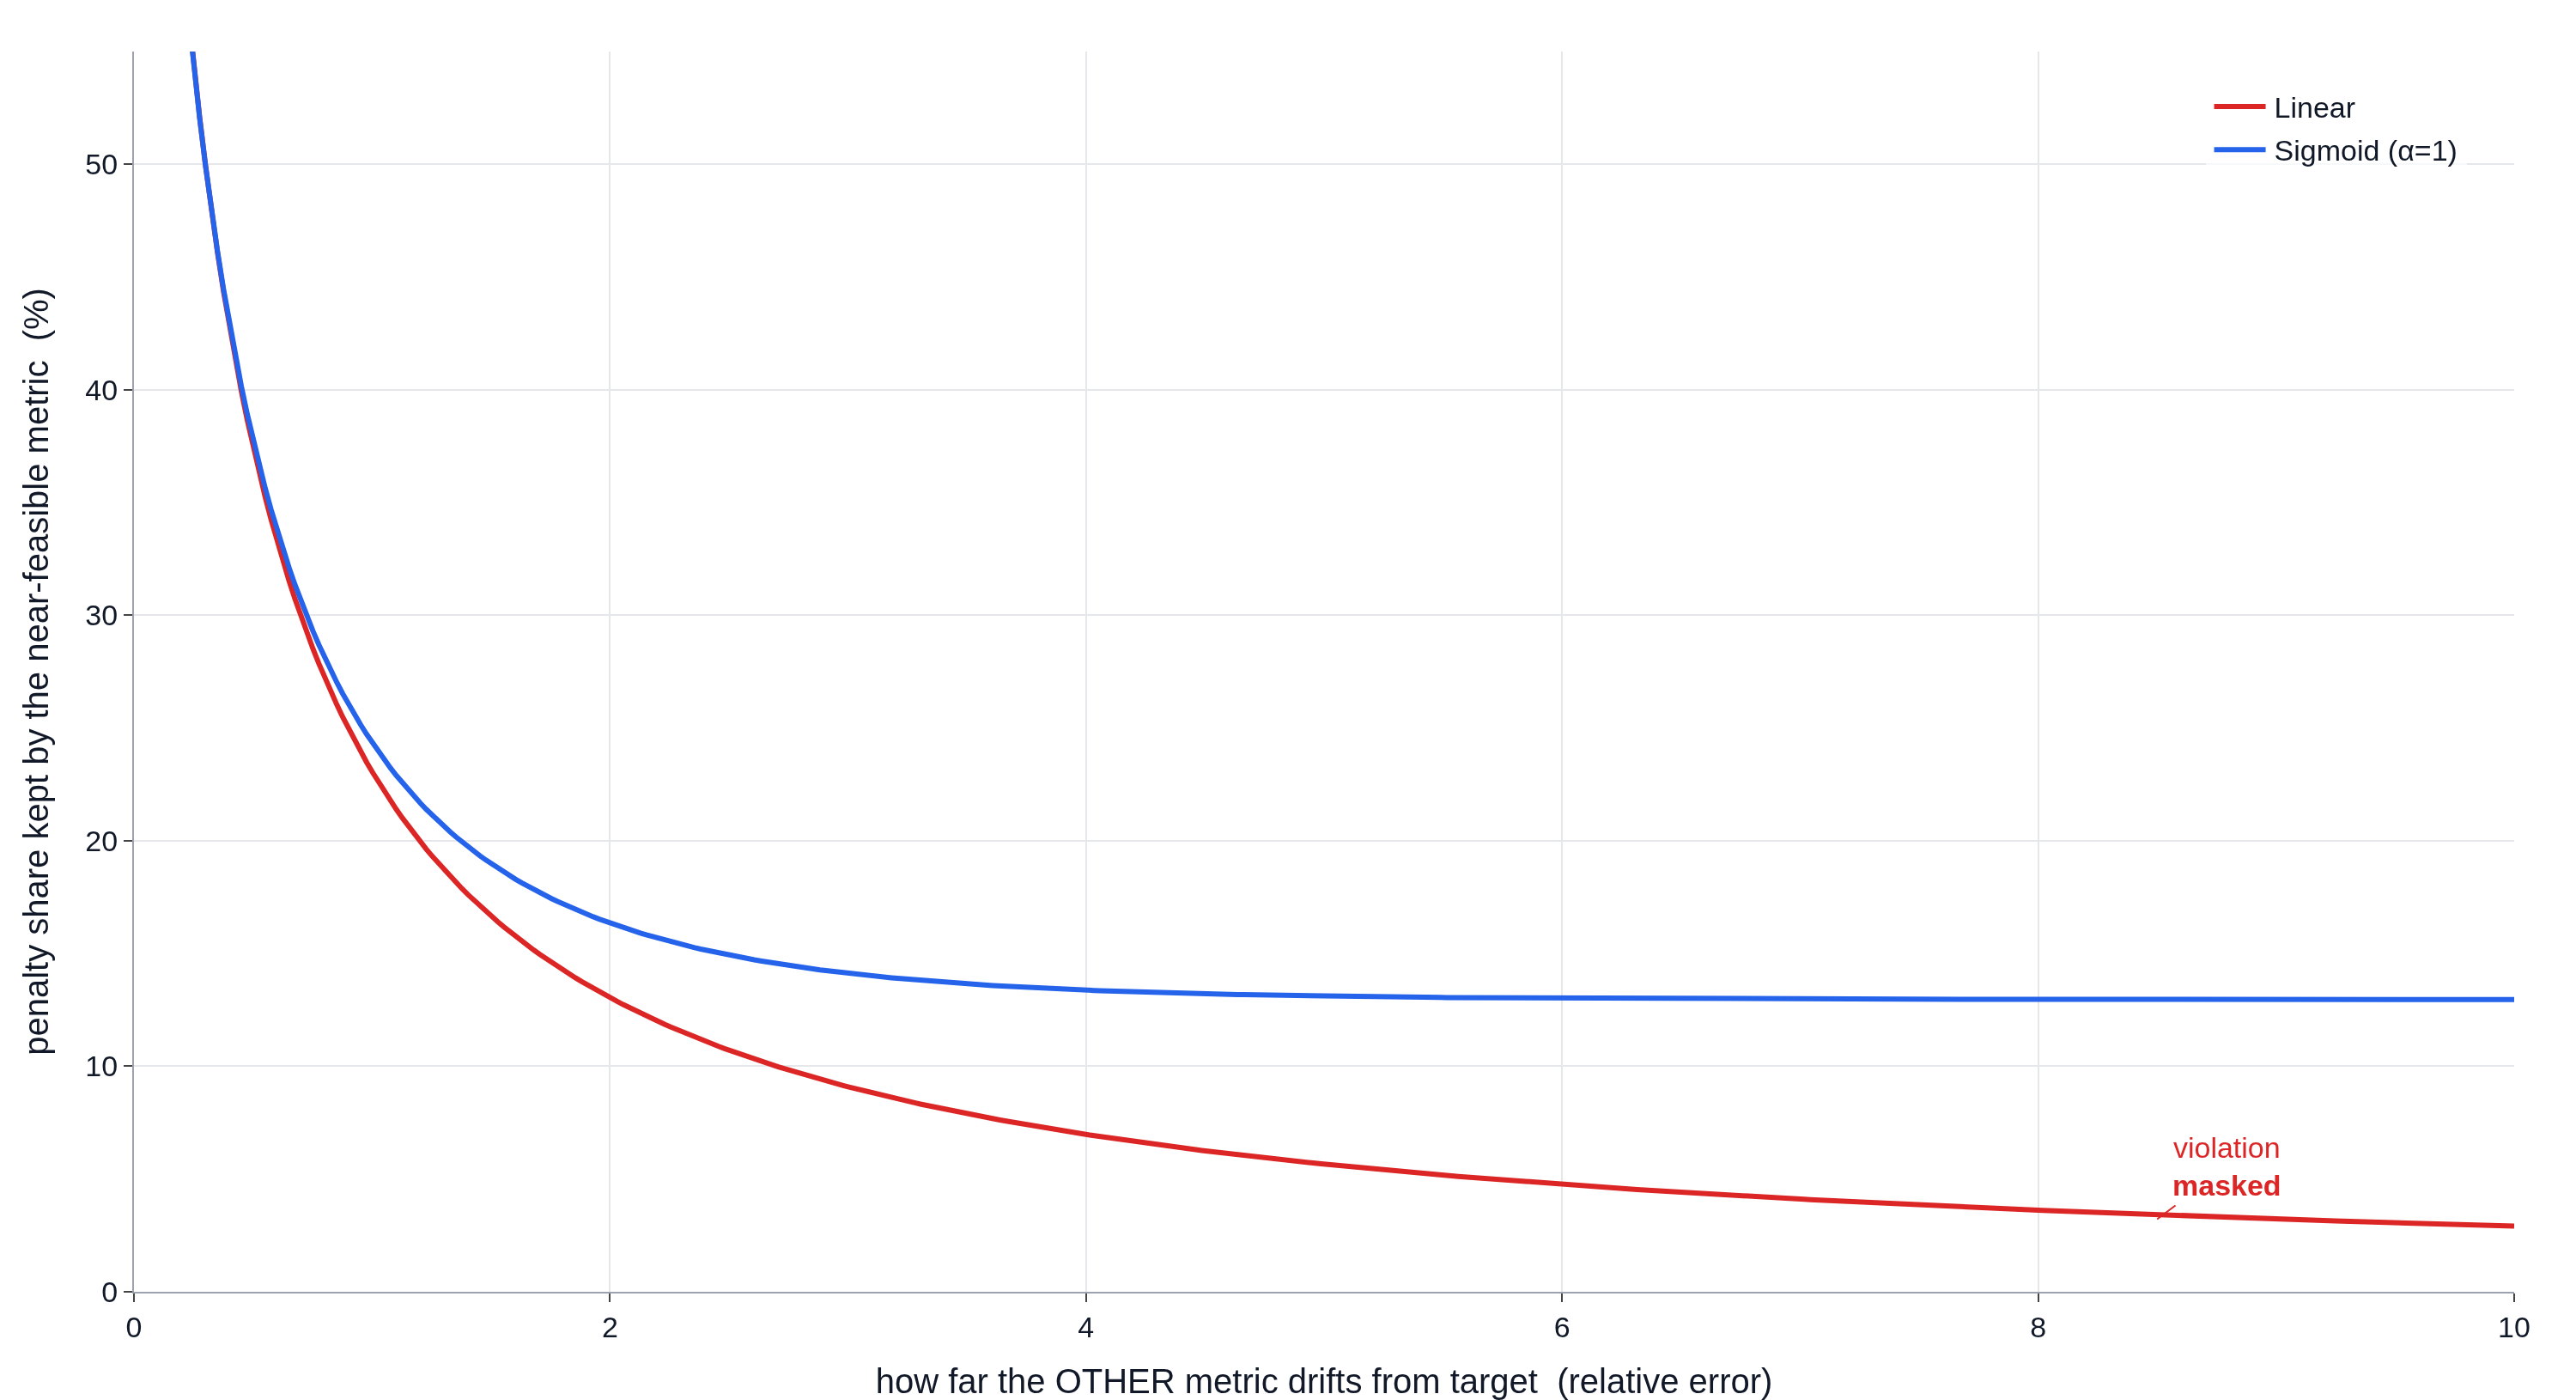 Linear
Sigmoid (α=1)
50
40
30
20
10
0
penalty share kept by the near-feasible metric (%)
violation
masked
0
2
4
6
8
10
how far the OTHER metric drifts from target (relative error)